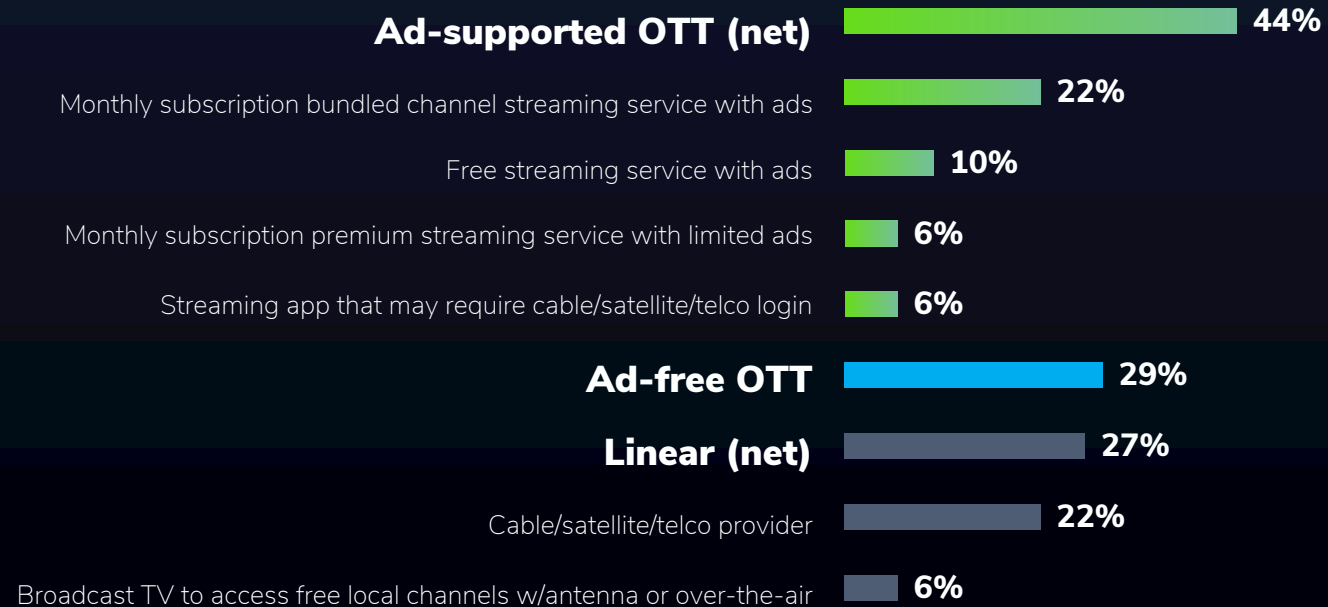 Ad-supported OTT (net) 44%
Monthly subscription bundled channel streaming service with ads 22%
Free streaming service with ads 10%
Monthly subscription premium streaming service with limited ads 6%
Streaming app that may require cable/satellite/telco login 6%
Ad-free OTT 29%
Linear (net) 27%
Cable/satellite/telco provider 22%
Broadcast TV to access free local channels w/antenna or over-the-air 6%